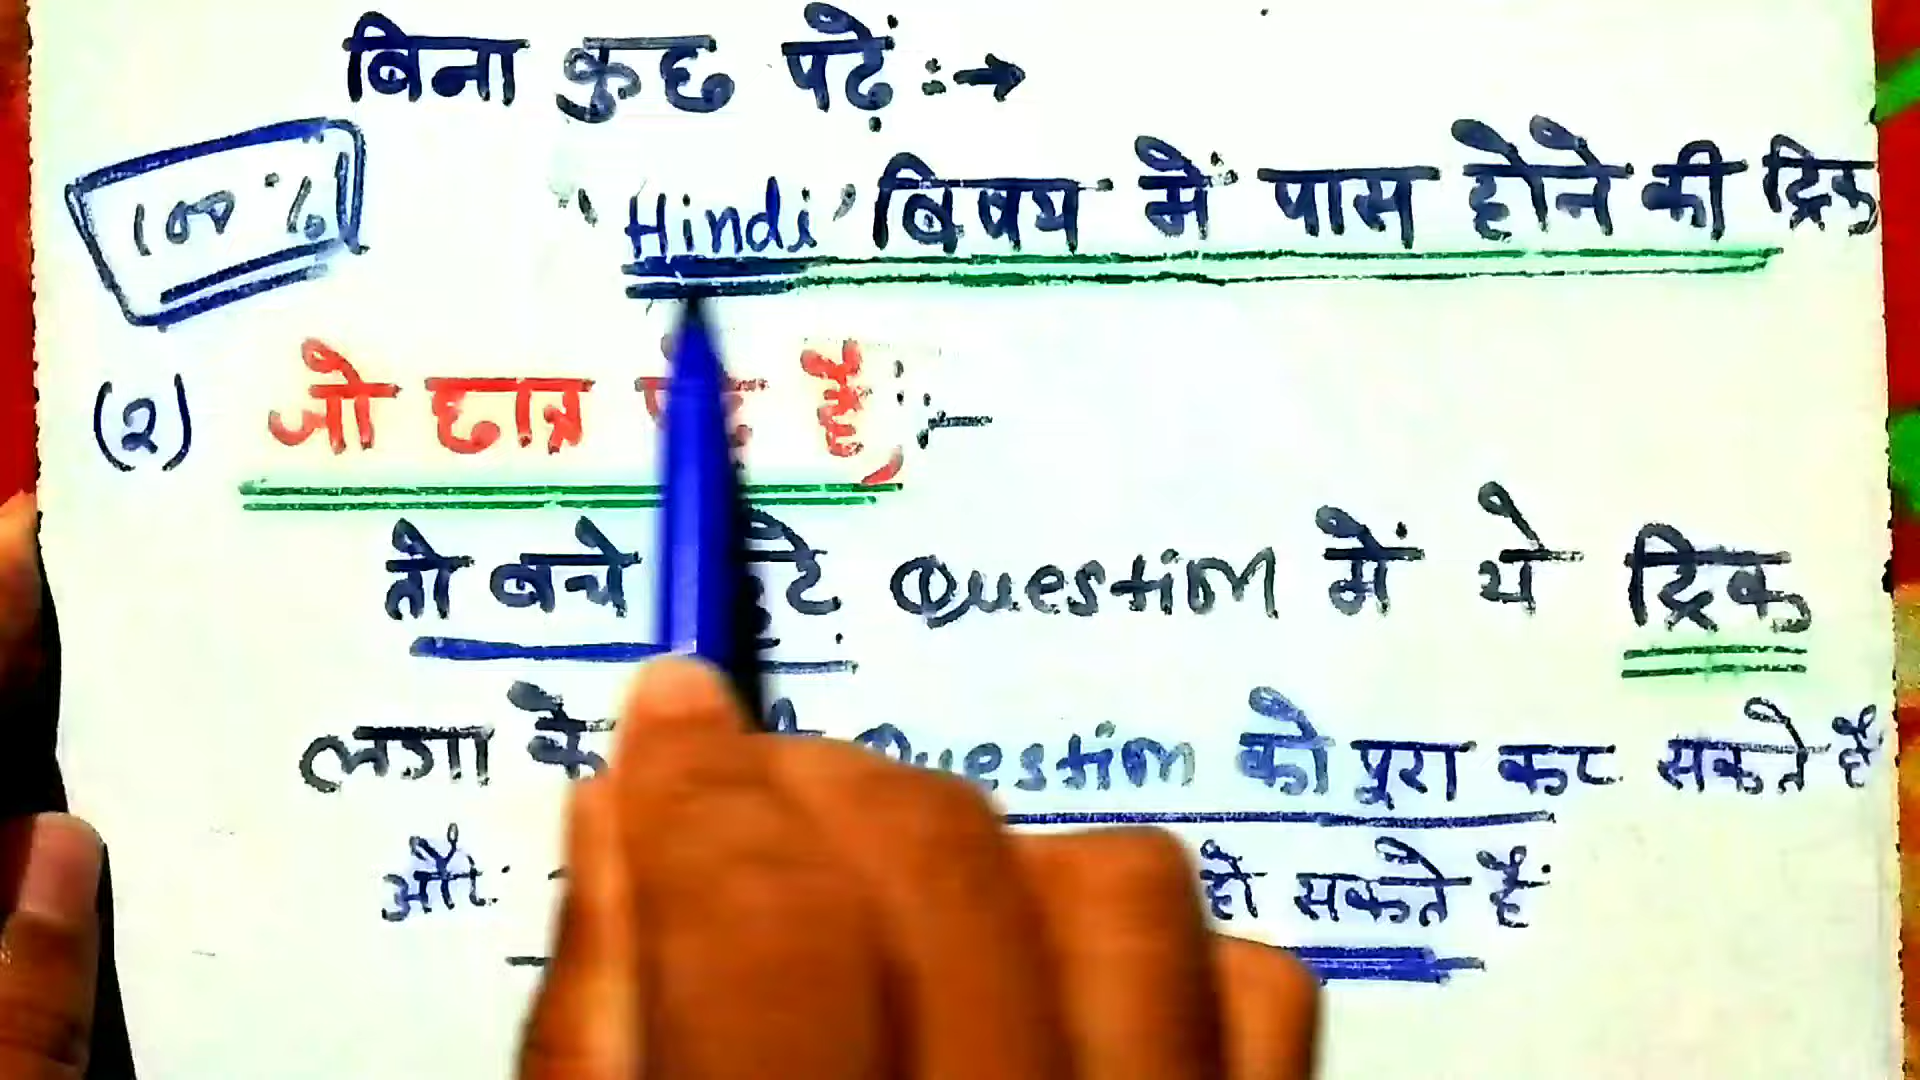 बिना कुछ पढ़ें :→
100%
'Hindi' बिषय में पास होने की ट्रिक
(2) जो छात्र है, :-
तो बचे Question में ये ट्रिक
लगा के Question को पूरा कर सकते है
और हो सकते हैं